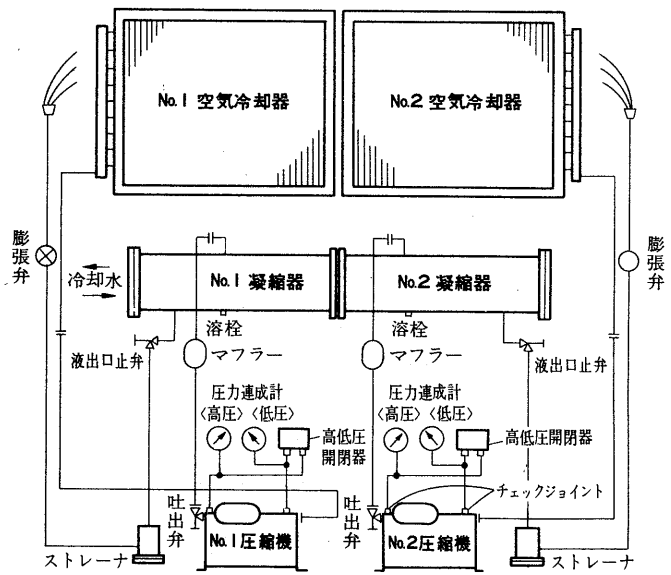 No.1 空気冷却器
No.2 空気冷却器
膨張弁
膨張弁
冷却水
No.1 凝縮器
No.2 凝縮器
溶栓
溶栓
液出口止弁
マフラー
マフラー
液出口止弁
圧力連成計
〈高圧〉〈低圧〉
高低圧
開閉器
圧力連成計
〈高圧〉〈低圧〉
高低圧開閉器
チェックジョイント
吐出弁
吐出弁
No.1圧縮機
No.2圧縮機
ストレーナ
ストレーナ